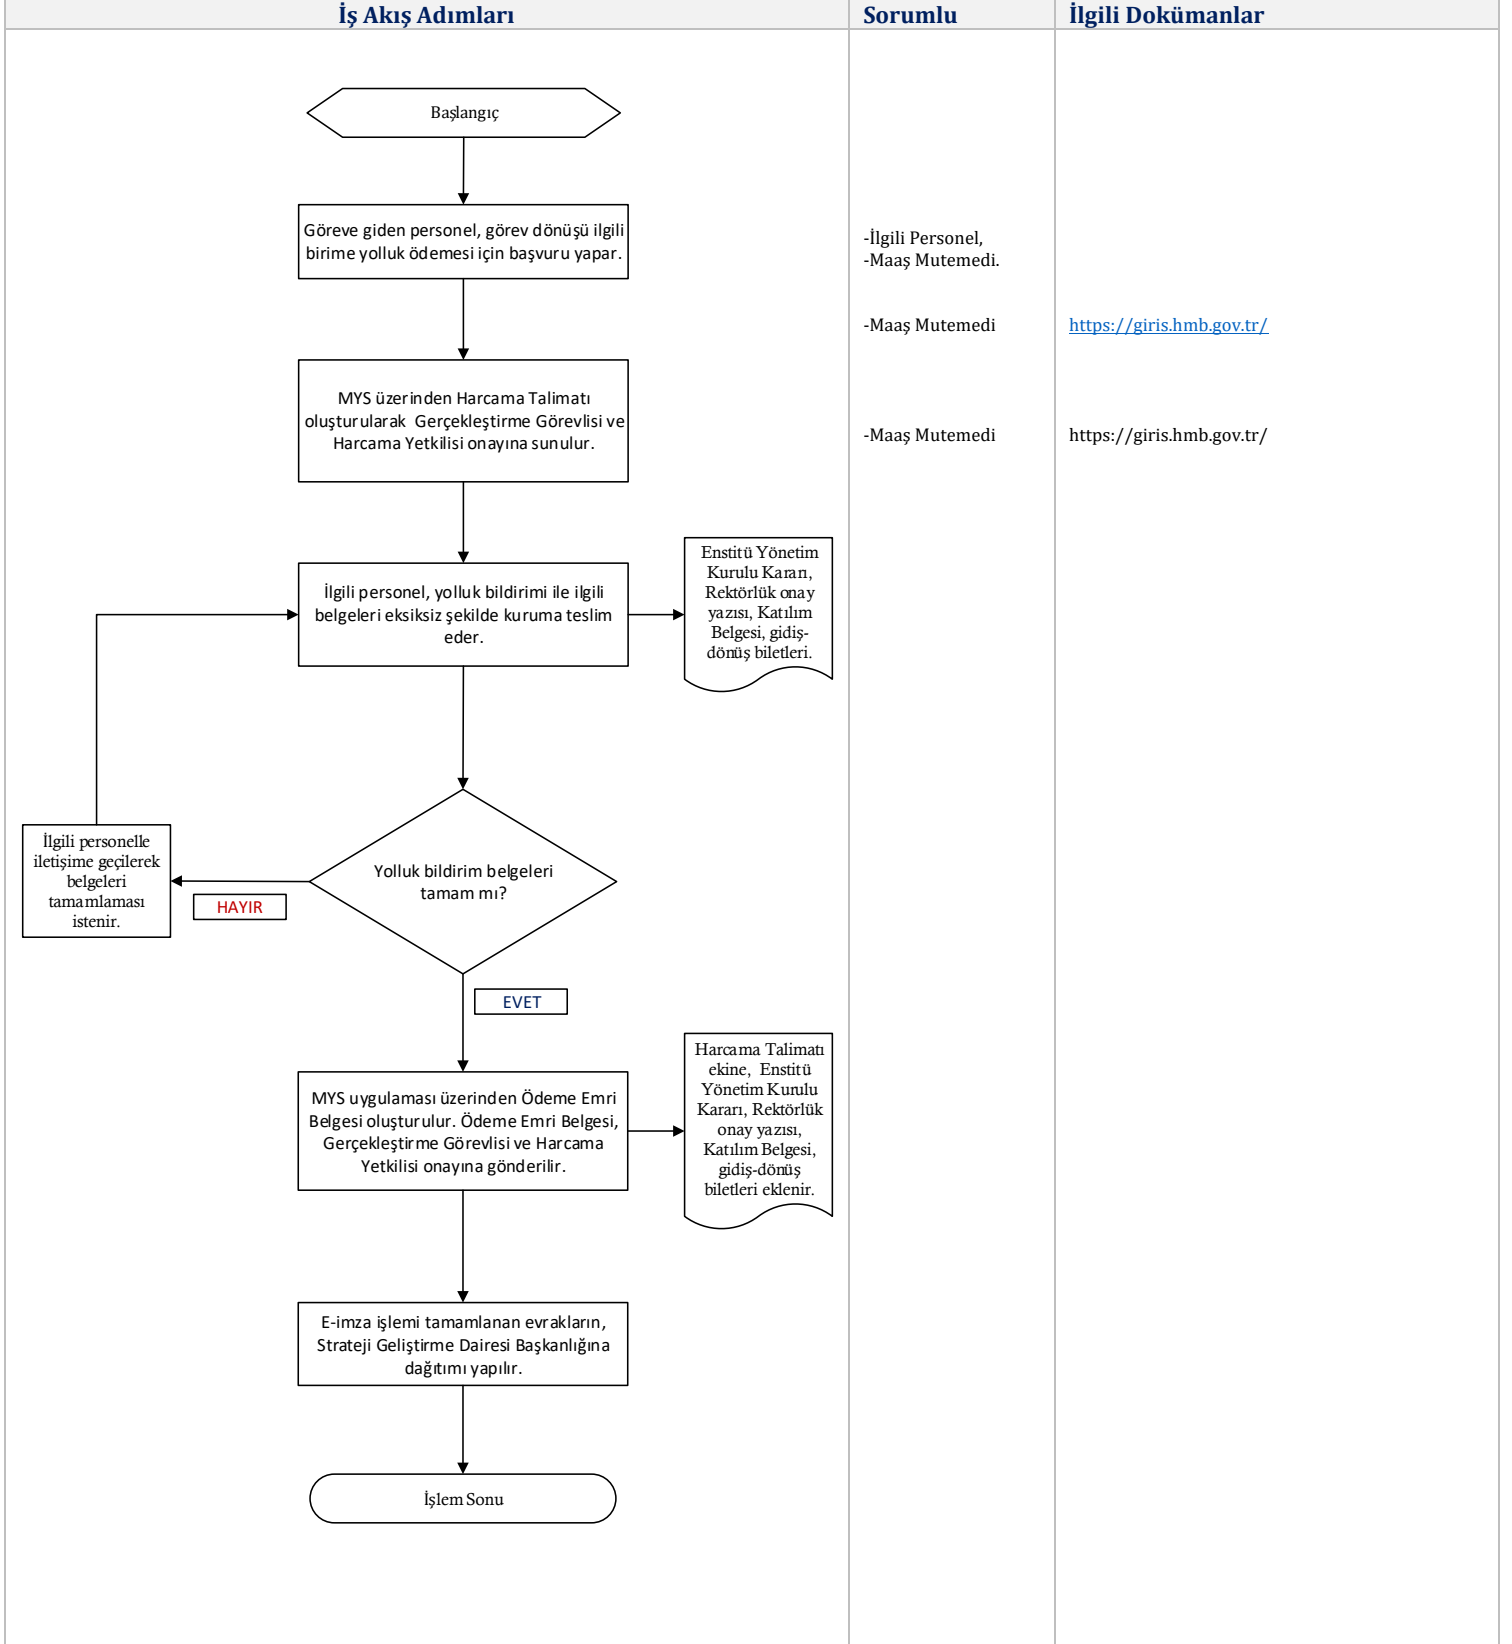 İş Akış Adımları
Sorumlu
İlgili Dokümanlar
Başlangıç
Göreve giden personel, görev dönüşü ilgili
birime yolluk ödemesi için başvuru yapar.
-İlgili Personel,
-Maaş Mutemedi.
-Maaş Mutemedi
https://giris.hmb.gov.tr/
MYS üzerinden Harcama Talimatı
oluşturularak Gerçekleştirme Görevlisi ve
Harcama Yetkilisi onayına sunulur.
-Maaş Mutemedi
https://giris.hmb.gov.tr/
İlgili personel, yolluk bildirimi ile ilgili
belgeleri eksiksiz şekilde kuruma teslim
eder.
Enstitü Yönetim
Kurulu Kararı,
Rektörlük onay
yazısı, Katılım
Belgesi, gidiş-
dönüş biletleri.
Yolluk bildirim belgeleri
tamam mı?
HAYIR
İlgili personelle
iletişime geçilerek
belgeleri
tamamlaması
istenir.
EVET
MYS uygulaması üzerinden Ödeme Emri
Belgesi oluşturulur. Ödeme Emri Belgesi,
Gerçekleştirme Görevlisi ve Harcama
Yetkilisi onayına gönderilir.
Harcama Talimatı
ekine, Enstitü
Yönetim Kurulu
Kararı, Rektörlük
onay yazısı,
Katılım Belgesi,
gidiş-dönüş
biletleri eklenir.
E-imza işlemi tamamlanan evrakların,
Strateji Geliştirme Dairesi Başkanlığına
dağıtımı yapılır.
İşlem Sonu